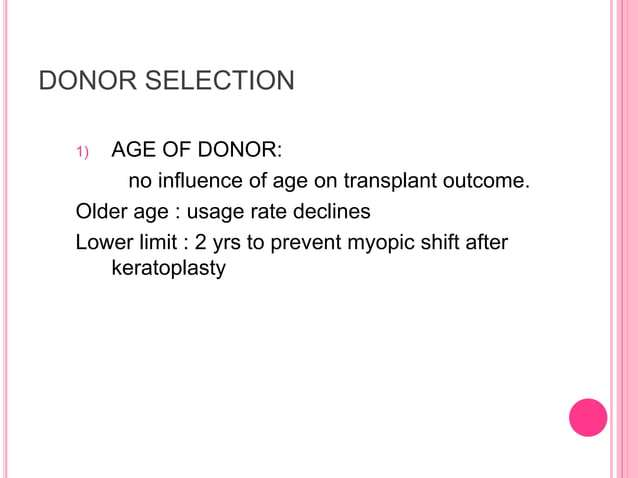 DONOR SELECTION
1) AGE OF DONOR:
no influence of age on transplant outcome.
Older age : usage rate declines
Lower limit : 2 yrs to prevent myopic shift after
keratoplasty